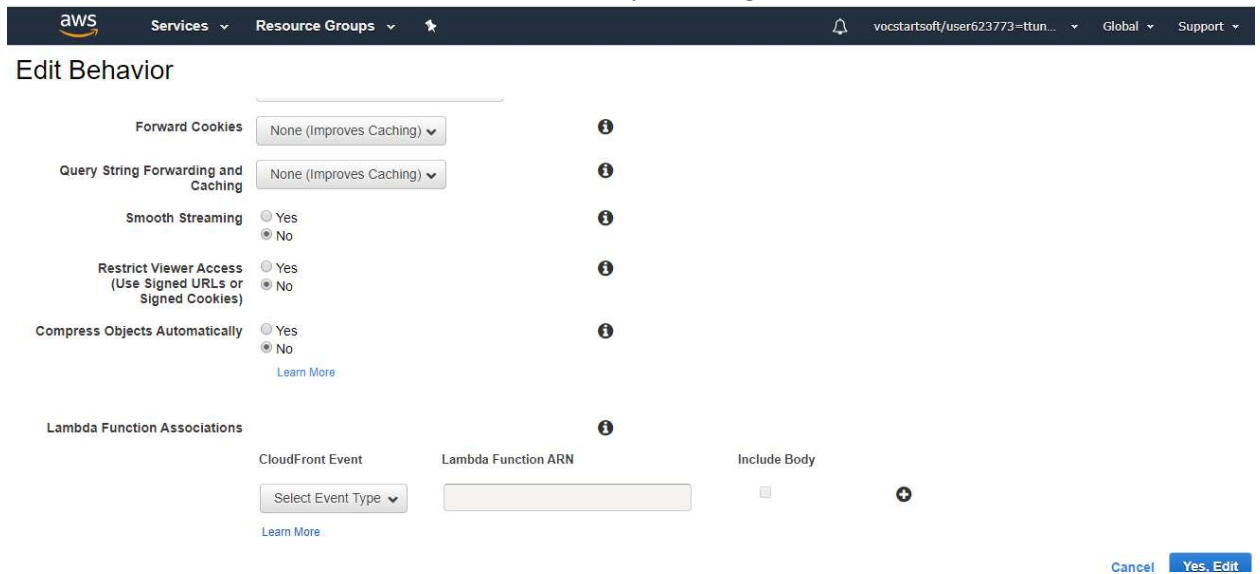 aws Services Resource Groups vocstartsoft/user623773=ttun... Global Support
Edit Behavior
Forward Cookies None (Improves Caching)
Query String Forwarding and
Caching
None (Improves Caching)
Smooth Streaming Yes
No
Restrict Viewer Access
(Use Signed URLs or
Signed Cookies)
Yes
No
Compress Objects Automatically Yes
No
Learn More
Lambda Function Associations
CloudFront Event Lambda Function ARN Include Body
Select Event Type
Learn More
Cancel Yes, Edit